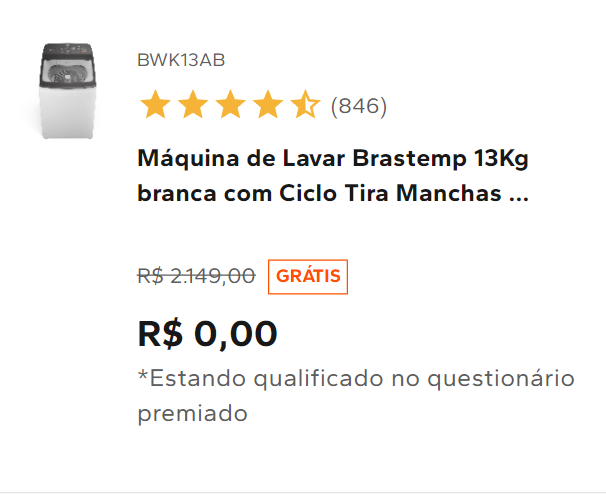 BWK13AB
(846)
Máquina de Lavar Brastemp 13Kg
branca com Ciclo Tira Manchas ...
R$ 2.149,00 GRÁTIS
R$ 0,00
*Estando qualificado no questionário
premiado